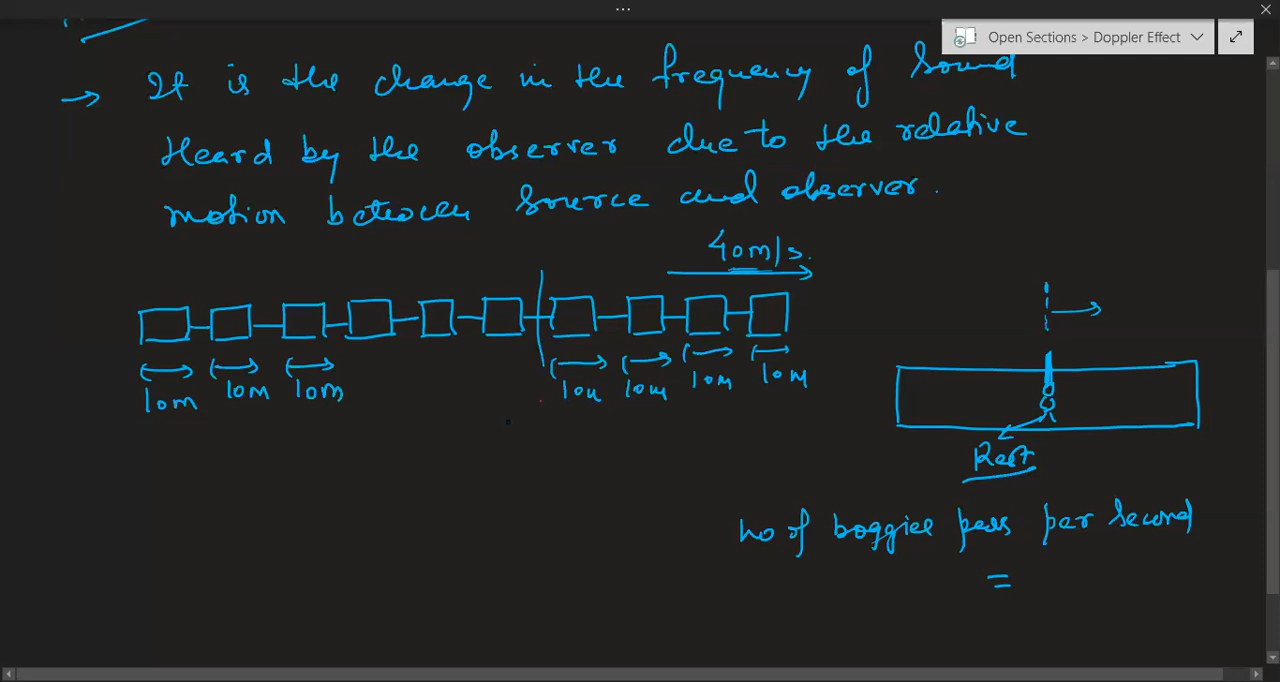 Open Sections > Doppler Effect
→ It is the change in the frequency of Sound
Heard by the observer due to the relative
motion between source and observer.
40m/s.
10m 10m 10m 10m 10m 10m 10m
Rest
no of boggies pass per second
=